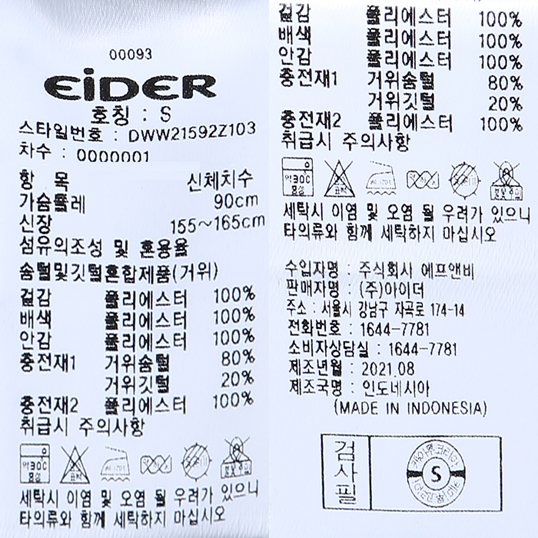 00093
EiDER
호칭 : S
스타일번호 : DWW21592Z103
차수 : 0000001
항 목 신체치수
가슴둘레 90cm
신장 155~165cm
섬유의조성 및 혼용율
솜털및깃털혼합제품(거위)
겉감 폴리에스터 100%
배색 폴리에스터 100%
안감 폴리에스터 100%
충전재1 거위솜털 80%
거위깃털 20%
충전재2 폴리에스터 100%
취급시 주의사항
약30℃
중성
세탁시 이염 및 오염 될 우려가 있으니
타의류와 함께 세탁하지 마십시오
겉감 폴리에스터 100%
배색 폴리에스터 100%
안감 폴리에스터 100%
충전재1 거위솜털 80%
거위깃털 20%
충전재2 폴리에스터 100%
취급시 주의사항
약30℃
중성
세탁시 이염 및 오염 될 우려가 있으니
타의류와 함께 세탁하지 마십시오
수입자명 : 주식회사 에프앤비
판매자명 : (주)아이더
주소 : 서울시 강남구 자곡로 174-14
전화번호 : 1644-7781
소비자상담실 : 1644-7781
제조년월 : 2021.08
제조국명 : 인도네시아
(MADE IN INDONESIA)
검사필
S